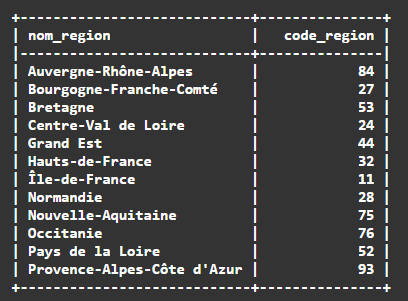 +----------------------------+---------------+
| nom_region                 |   code_region |
|----------------------------+---------------|
| Auvergne-Rhône-Alpes       |            84 |
| Bourgogne-Franche-Comté    |            27 |
| Bretagne                   |            53 |
| Centre-Val de Loire        |            24 |
| Grand Est                  |            44 |
| Hauts-de-France            |            32 |
| Île-de-France              |            11 |
| Normandie                  |            28 |
| Nouvelle-Aquitaine         |            75 |
| Occitanie                  |            76 |
| Pays de la Loire           |            52 |
| Provence-Alpes-Côte d'Azur |            93 |
+----------------------------+---------------+